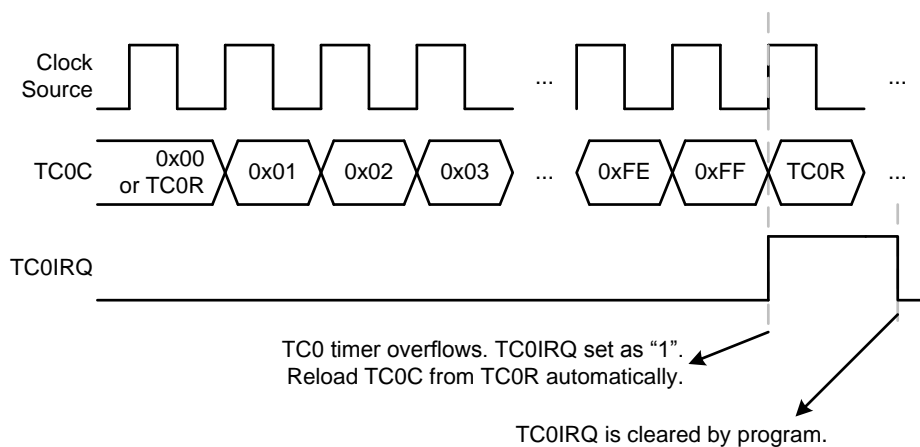 Clock
Source
...
...
TC0C
0x00
or TC0R
0x01
0x02
0x03
...
0xFE
0xFF
TC0R
...
TC0IRQ
TC0 timer overflows. TC0IRQ set as “1”.
Reload TC0C from TC0R automatically.
TC0IRQ is cleared by program.